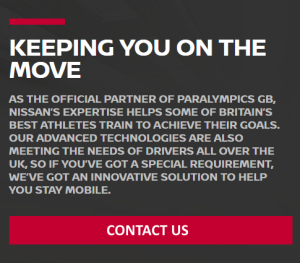 KEEPING YOU ON THE
MOVE
AS THE OFFICIAL PARTNER OF PARALYMPICS GB,
NISSAN'S EXPERTISE HELPS SOME OF BRITAIN'S
BEST ATHLETES TRAIN TO ACHIEVE THEIR GOALS.
OUR ADVANCED TECHNOLOGIES ARE ALSO
MEETING THE NEEDS OF DRIVERS ALL OVER THE
UK, SO IF YOU'VE GOT A SPECIAL REQUIREMENT,
WE'VE GOT AN INNOVATIVE SOLUTION TO HELP
YOU STAY MOBILE.
CONTACT US